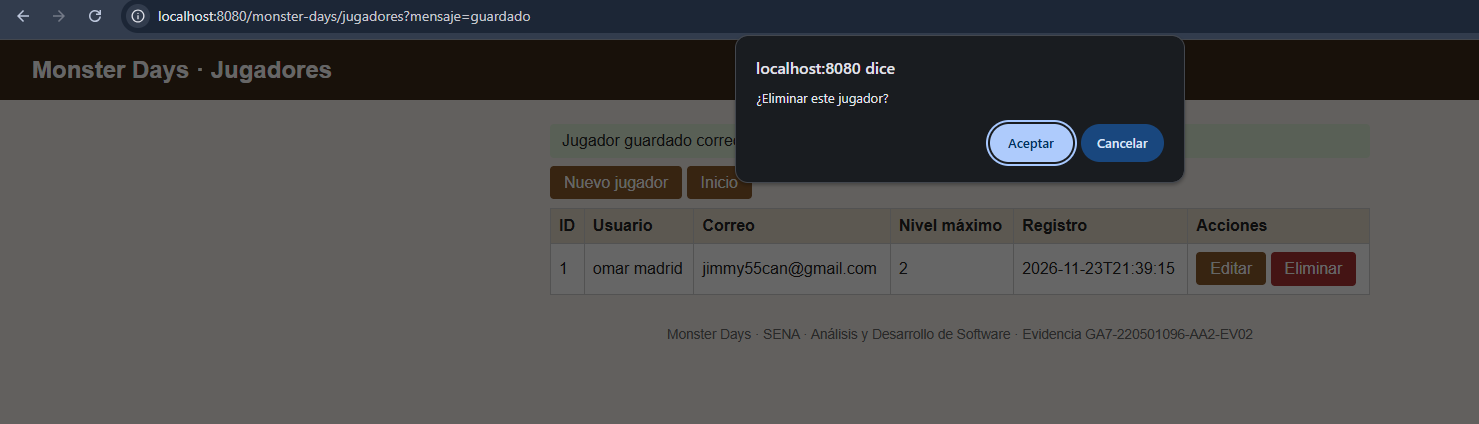 localhost:8080/monster-days/jugadores?mensaje=guardado
Monster Days · Jugadores
localhost:8080 dice
¿Eliminar este jugador?
Aceptar Cancelar
Jugador guardado
Nuevo jugador Inicio
ID Usuario Correo Nivel máximo Registro Acciones
1 omar madrid jimmy55can@gmail.com 2 2026-11-23T21:39:15 Editar Eliminar
Monster Days · SENA · Análisis y Desarrollo de Software · Evidencia GA7-220501096-AA2-EV02